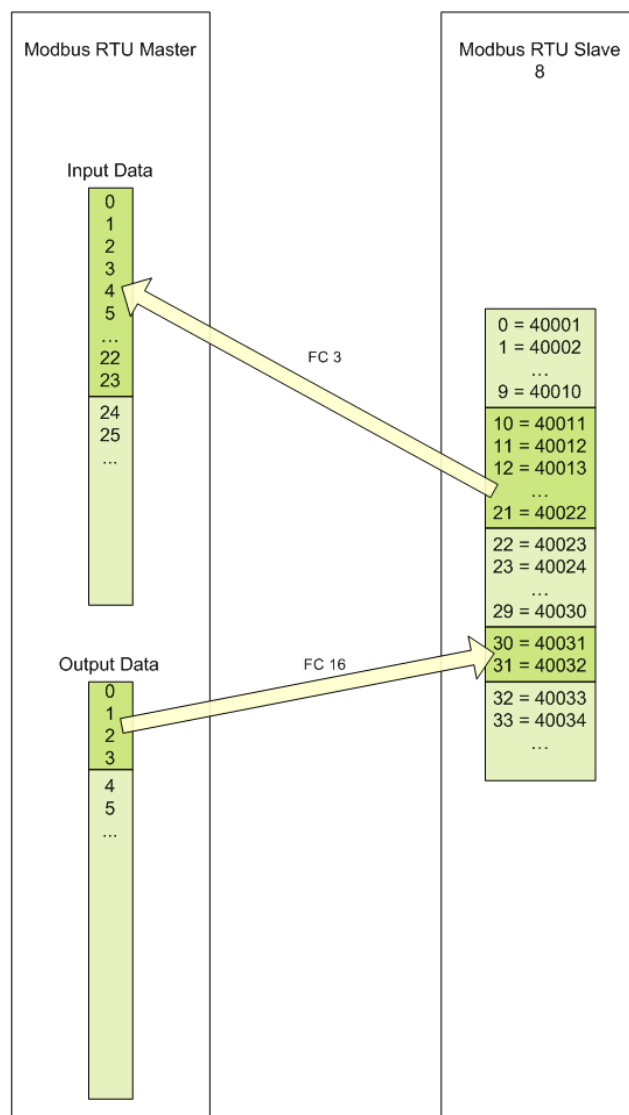 Modbus RTU Master
Input Data
0
1
2
3
4
5
...
22
23
24
25
...
Output Data
0
1
2
3
4
5
...
FC 3
FC 16
Modbus RTU Slave
8
0 = 40001
1 = 40002
...
9 = 40010
10 = 40011
11 = 40012
12 = 40013
...
21 = 40022
22 = 40023
23 = 40024
...
29 = 40030
30 = 40031
31 = 40032
32 = 40033
33 = 40034
...